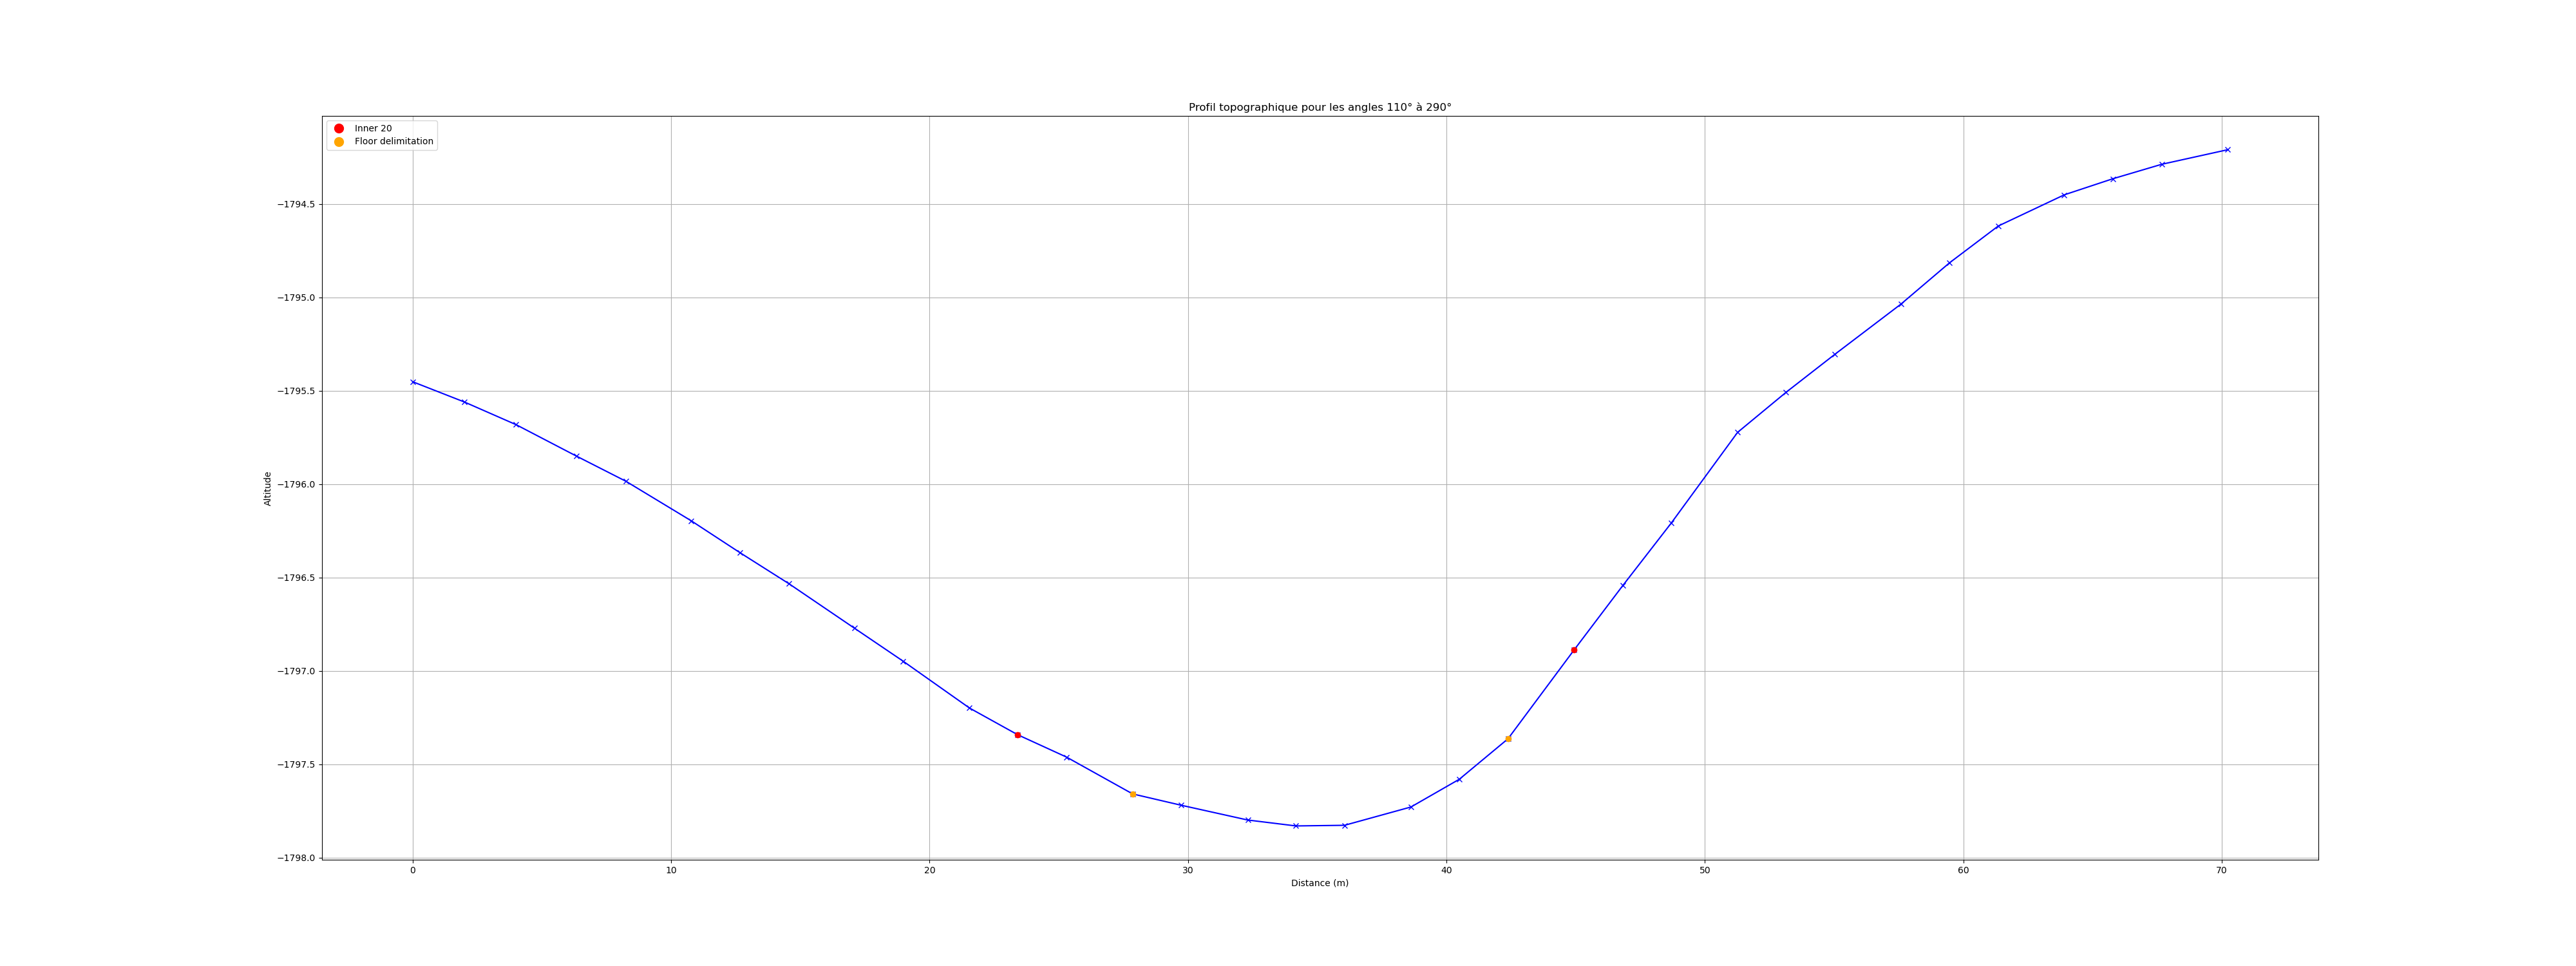 Profil topographique pour les angles 110° à 290°
Inner 20
Floor delimitation
−1794.5
−1795.0
−1795.5
−1796.0
−1796.5
−1797.0
−1797.5
−1798.0
Altitude
0 10 20 30 40 50 60 70
Distance (m)